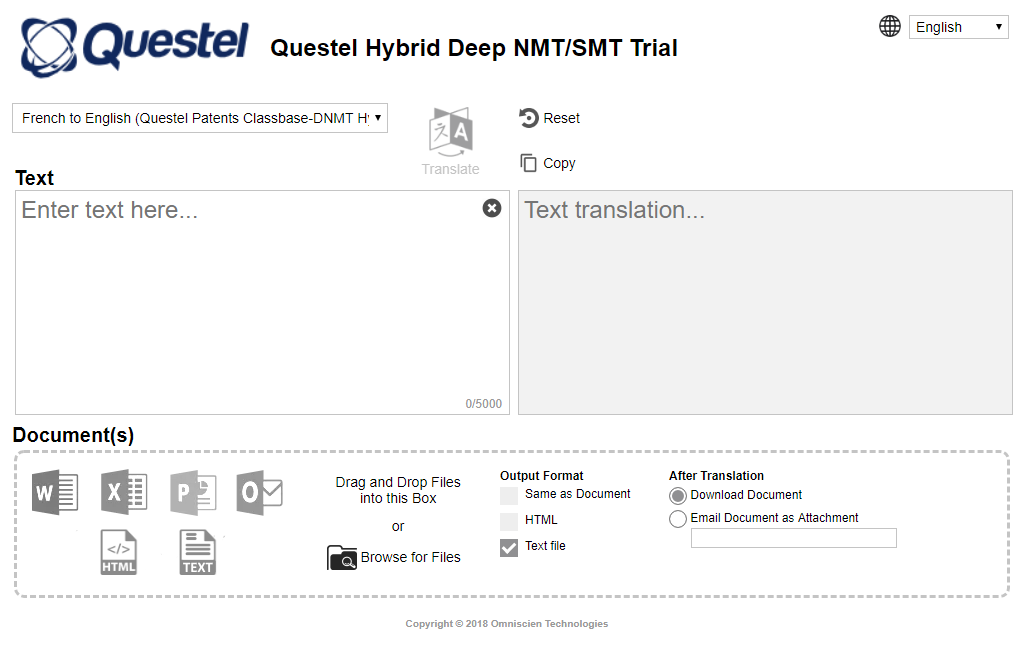 Questel
Questel Hybrid Deep NMT/SMT Trial
English
French to English (Questel Patents Classbase-DNMT Hy
Translate
Reset
Copy
Text
Enter text here...
Text translation...
0/5000
Document(s)
W
X
P
O
HTML
TEXT
Drag and Drop Files
into this Box
or
Browse for Files
Output Format
Same as Document
HTML
Text file
After Translation
Download Document
Email Document as Attachment
Copyright © 2018 Omniscien Technologies